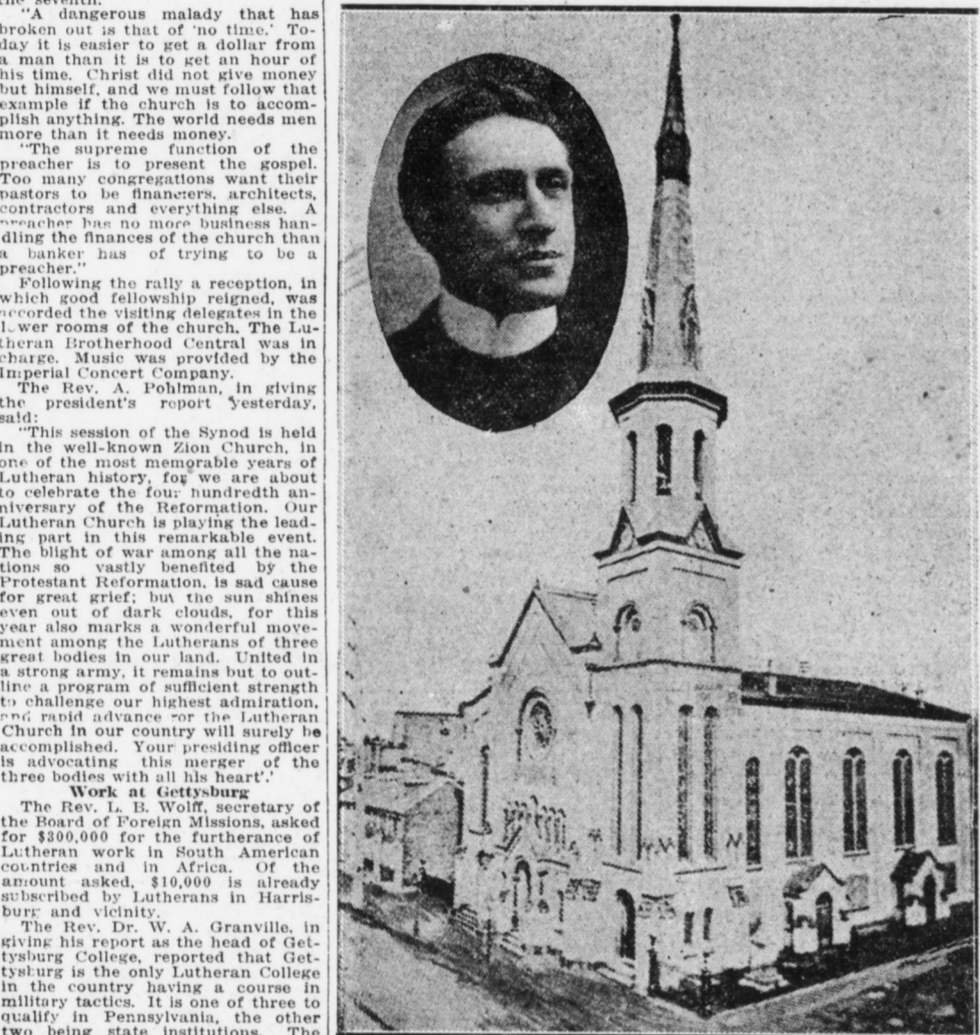 the seventh.
"A dangerous malady that has
broken out is that of 'no time.' To-
day it is easier to get a dollar from
a man than it is to get an hour of
his time. Christ did not give money
but himself, and we must follow that
example if the church is to accom-
plish anything. The world needs men
more than it needs money.
"The supreme function of the
preacher is to present the gospel.
Too many congregations want their
pastors to be financiers, architects,
contractors and everything else. A
preacher has no more business han-
dling the finances of the church than
a banker has of trying to be a
preacher."
Following the rally a reception, in
which good fellowship reigned, was
accorded the visiting delegates in the
lower rooms of the church. The Lu-
theran Brotherhood Central was in
charge. Music was provided by the
Imperial Concert Company.
The Rev. A. Pohlman, in giving
the president's report yesterday,
said:
"This session of the Synod is held
in the well-known Zion Church, in
one of the most memorable years of
Lutheran history, for we are about
to celebrate the four hundredth an-
niversary of the Reformation. Our
Lutheran Church is playing the lead-
ing part in this remarkable event.
The blight of war among all the na-
tions so vastly benefited by the
Protestant Reformation, is sad cause
for great grief; but the sun shines
even out of dark clouds, for this
year also marks a wonderful move-
ment among the Lutherans of three
great bodies in our land. United in
a strong army, it remains but to out-
line a program of sufficient strength
to challenge our highest admiration,
and rapid advance for the Lutheran
Church in our country will surely be
accomplished. Your presiding officer
is advocating this merger of the
three bodies with all his heart'.'
Work at Gettysburg
The Rev. L. B. Wolff, secretary of
the Board of Foreign Missions, asked
for $300,000 for the furtherance of
Lutheran work in South American
countries and in Africa. Of the
amount asked, $10,000 is already
subscribed by Lutherans in Harris-
burg and vicinity.
The Rev. Dr. W. A. Granville, in
giving his report as the head of Get-
tysburg College, reported that Get-
tysburg is the only Lutheran College
in the country having a course in
military tactics. It is one of three to
qualify in Pennsylvania, the other
two being state institutions. The